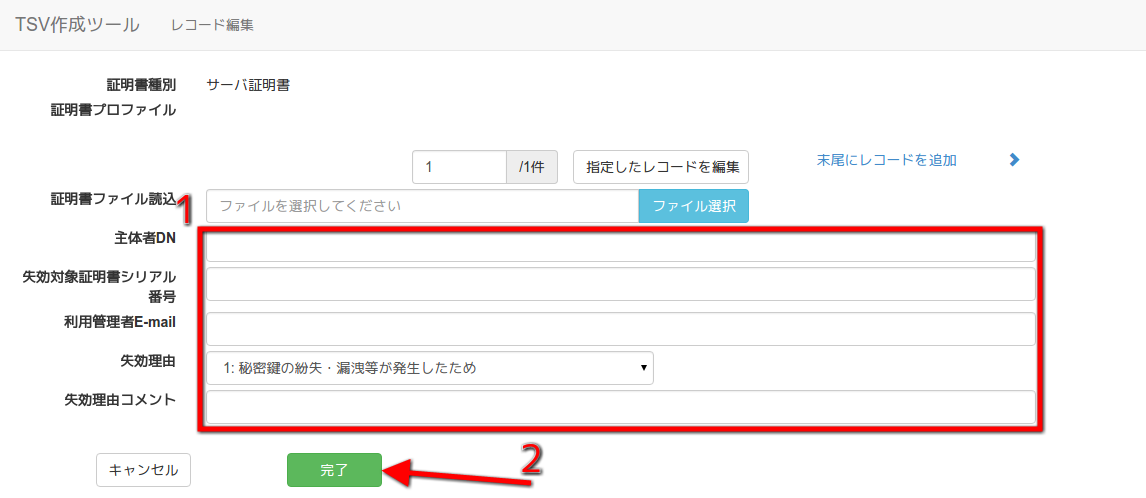 TSV作成ツール レコード編集
証明書種別 サーバ証明書
証明書プロファイル
1 /1件 指定したレコードを編集 末尾にレコードを追加
証明書ファイル読込 ファイルを選択してください ファイル選択
1
主体者DN
失効対象証明書シリアル
番号
利用管理者E-mail
失効理由 1: 秘密鍵の紛失・漏洩等が発生したため
失効理由コメント
キャンセル 完了 2